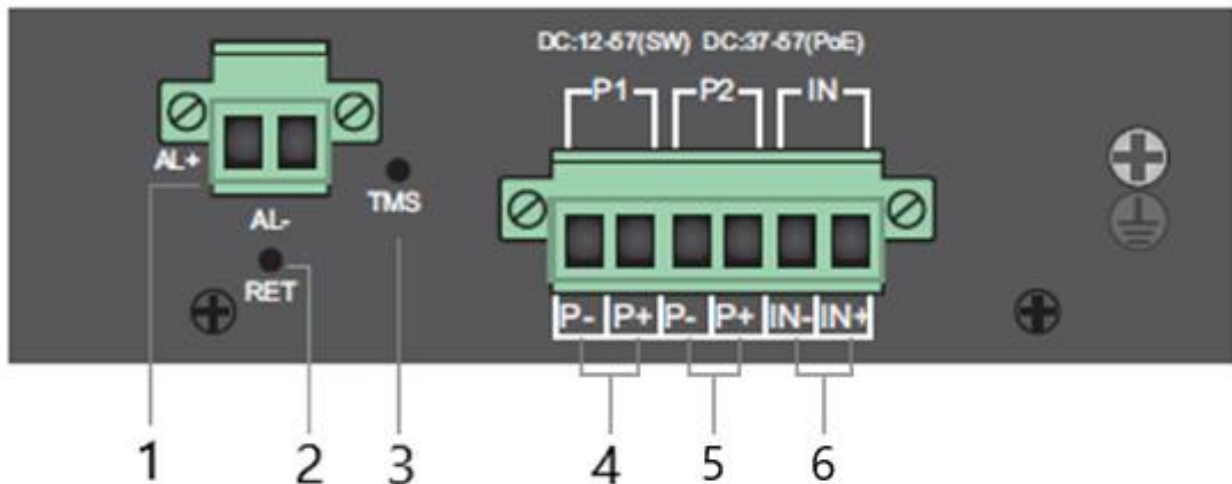 DC:12-57(SW) DC:37-57(PoE)
P1 P2 IN
AL+
TMS
AL-
RET
P- P+ P- P+ IN- IN+
1 2 3 4 5 6